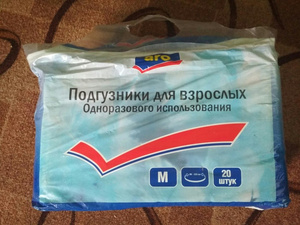 aro
Подгузники для взрослых
Одноразового использования
M
20
штук